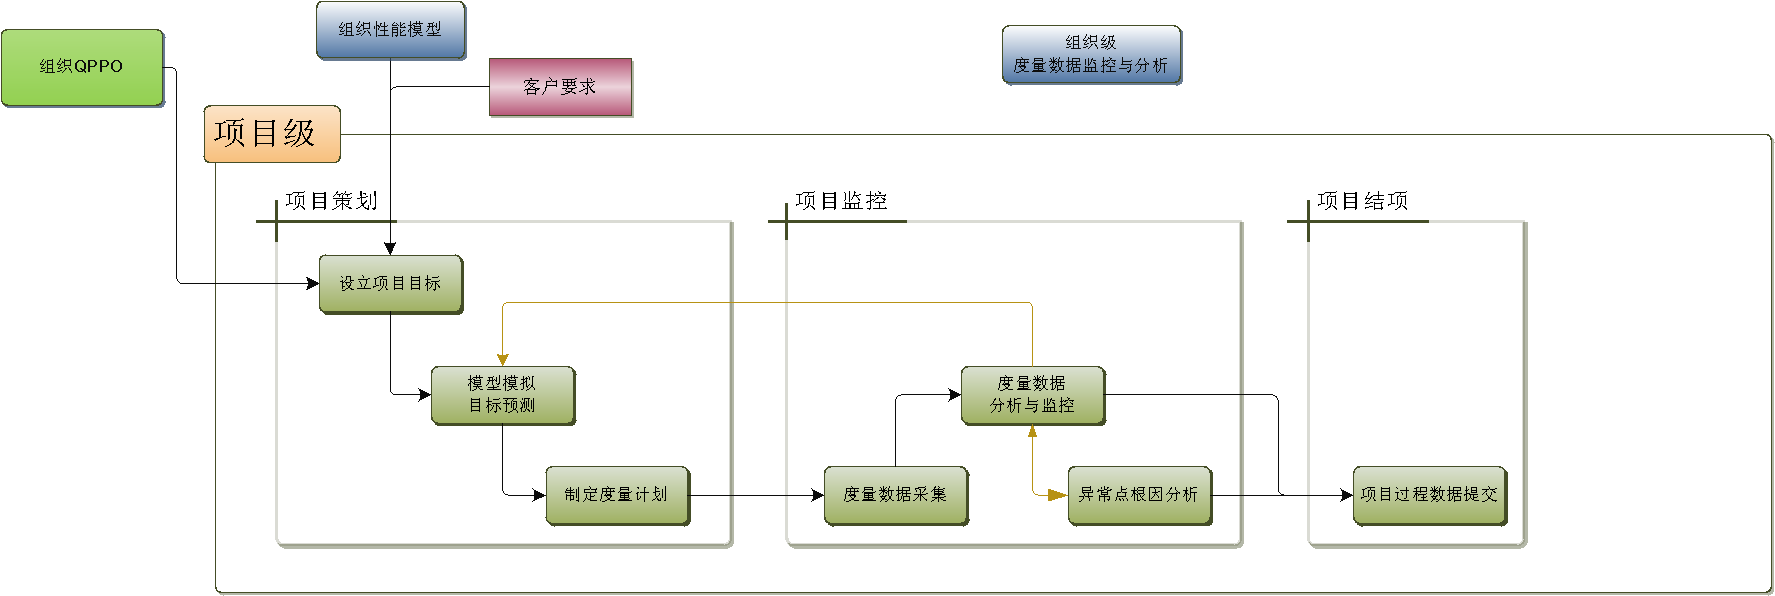 组织性能模型
组织QPPO
组织级
度量数据监控与分析
客户要求
项目级
项目策划
项目监控
项目结项
设立项目目标
模型模拟
目标预测
度量数据
分析与监控
制定度量计划
度量数据采集
异常点根因分析
项目过程数据提交